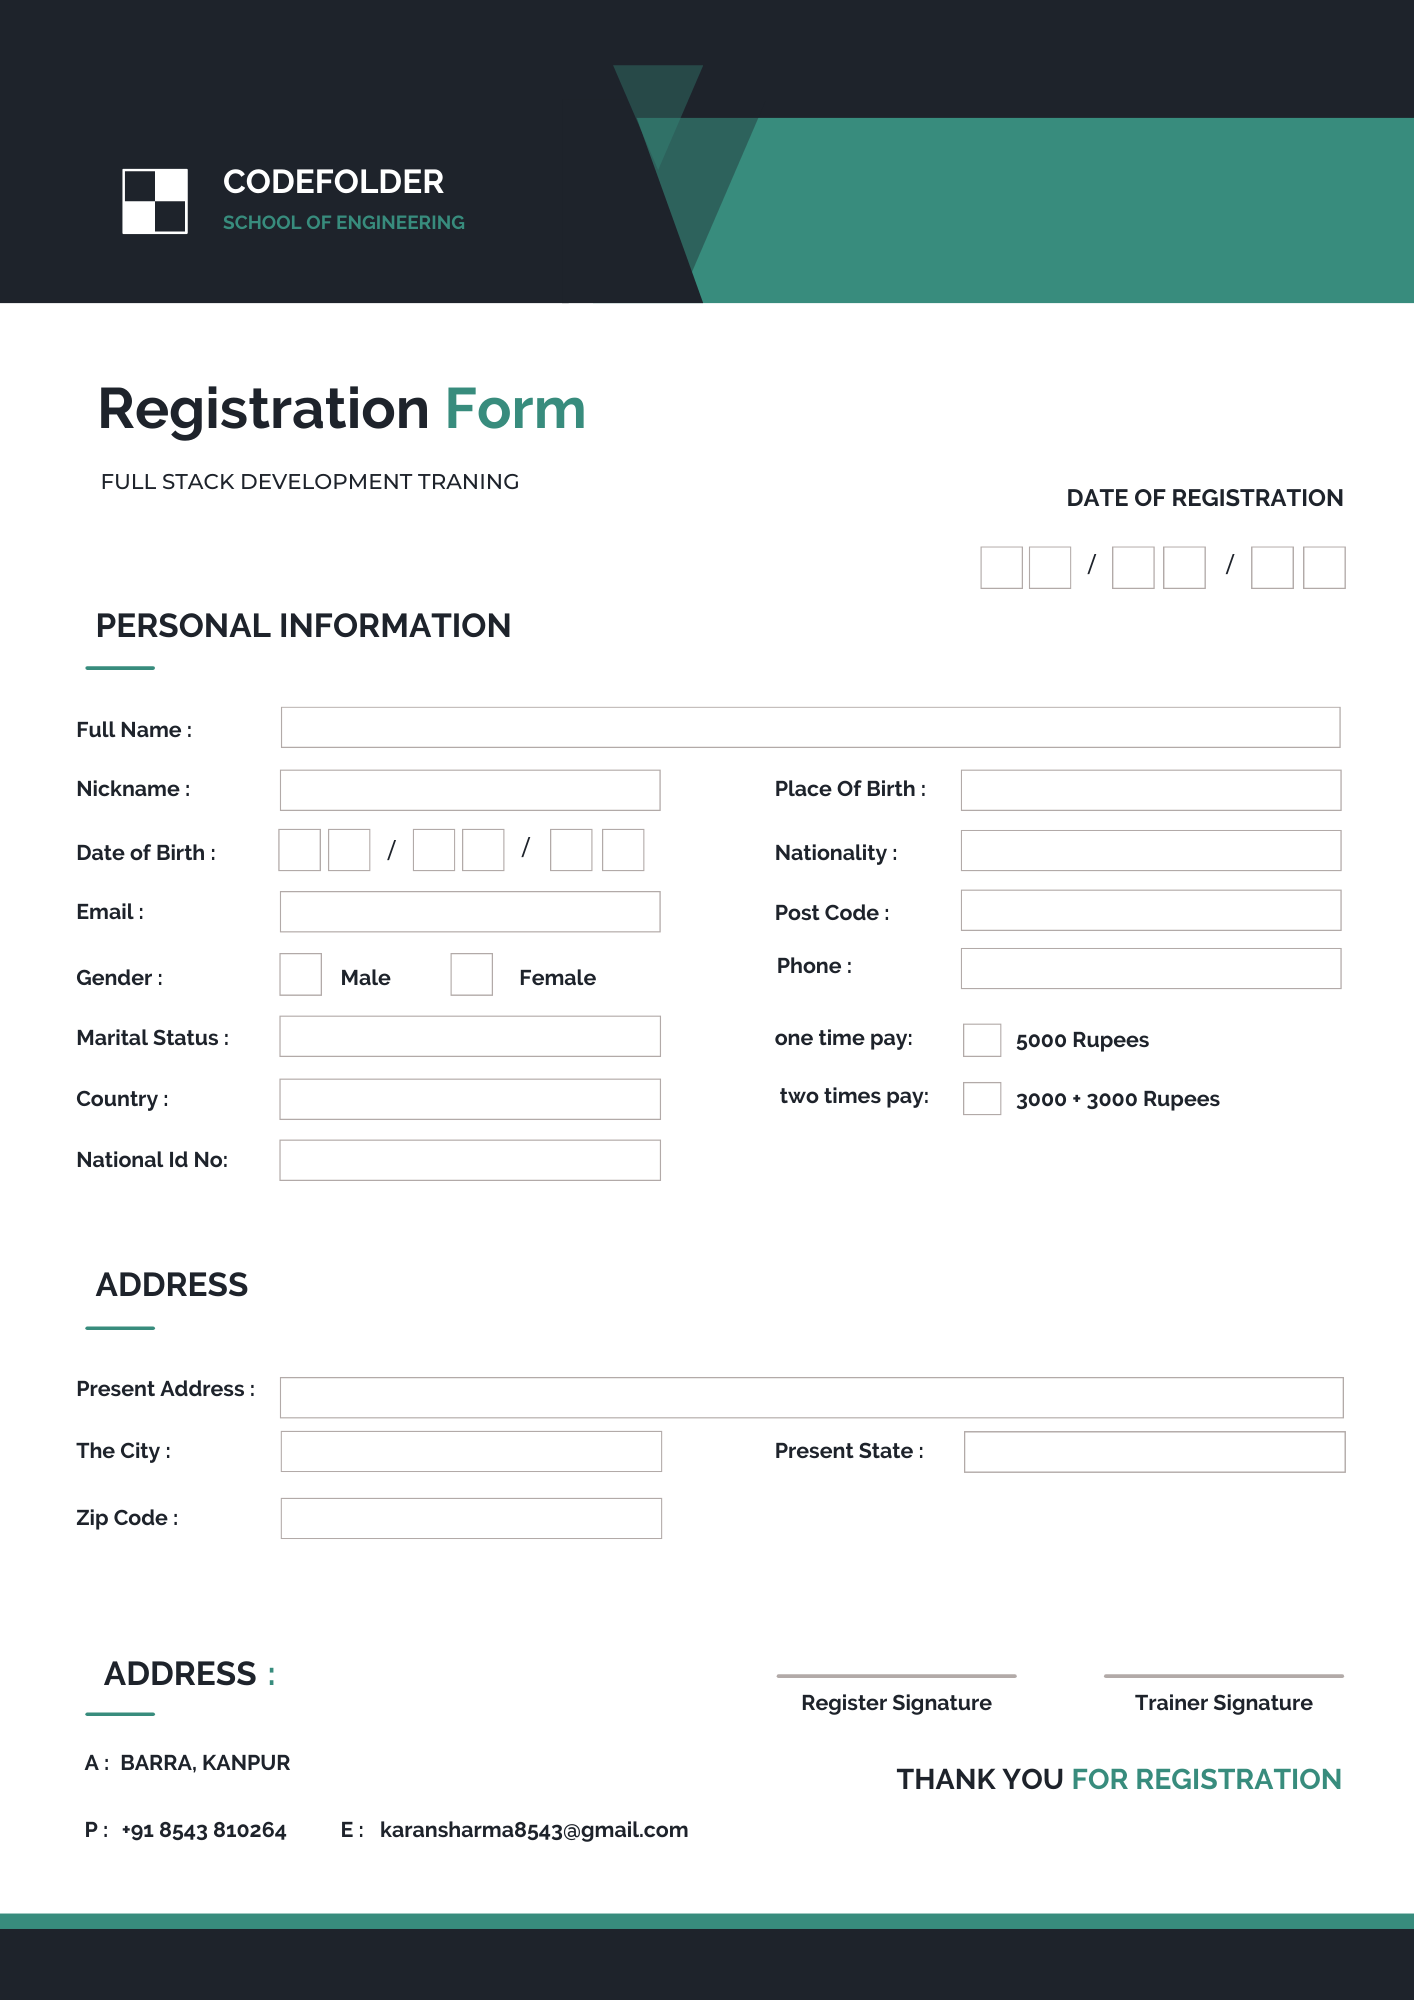 CODEFOLDER
SCHOOL OF ENGINEERING
Registration Form
FULL STACK DEVELOPMENT TRANING
DATE OF REGISTRATION
/ /
PERSONAL INFORMATION
Full Name :
Nickname :
Place Of Birth :
Date of Birth : / /
Nationality :
Email :
Post Code :
Phone :
Gender : Male Female
Marital Status :
one time pay: 5000 Rupees
Country :
two times pay: 3000 + 3000 Rupees
National Id No:
ADDRESS
Present Address :
The City :
Present State :
Zip Code :
ADDRESS :
Register Signature
Trainer Signature
A : BARRA, KANPUR
THANK YOU FOR REGISTRATION
P : +91 8543 810264 E : karansharma8543@gmail.com